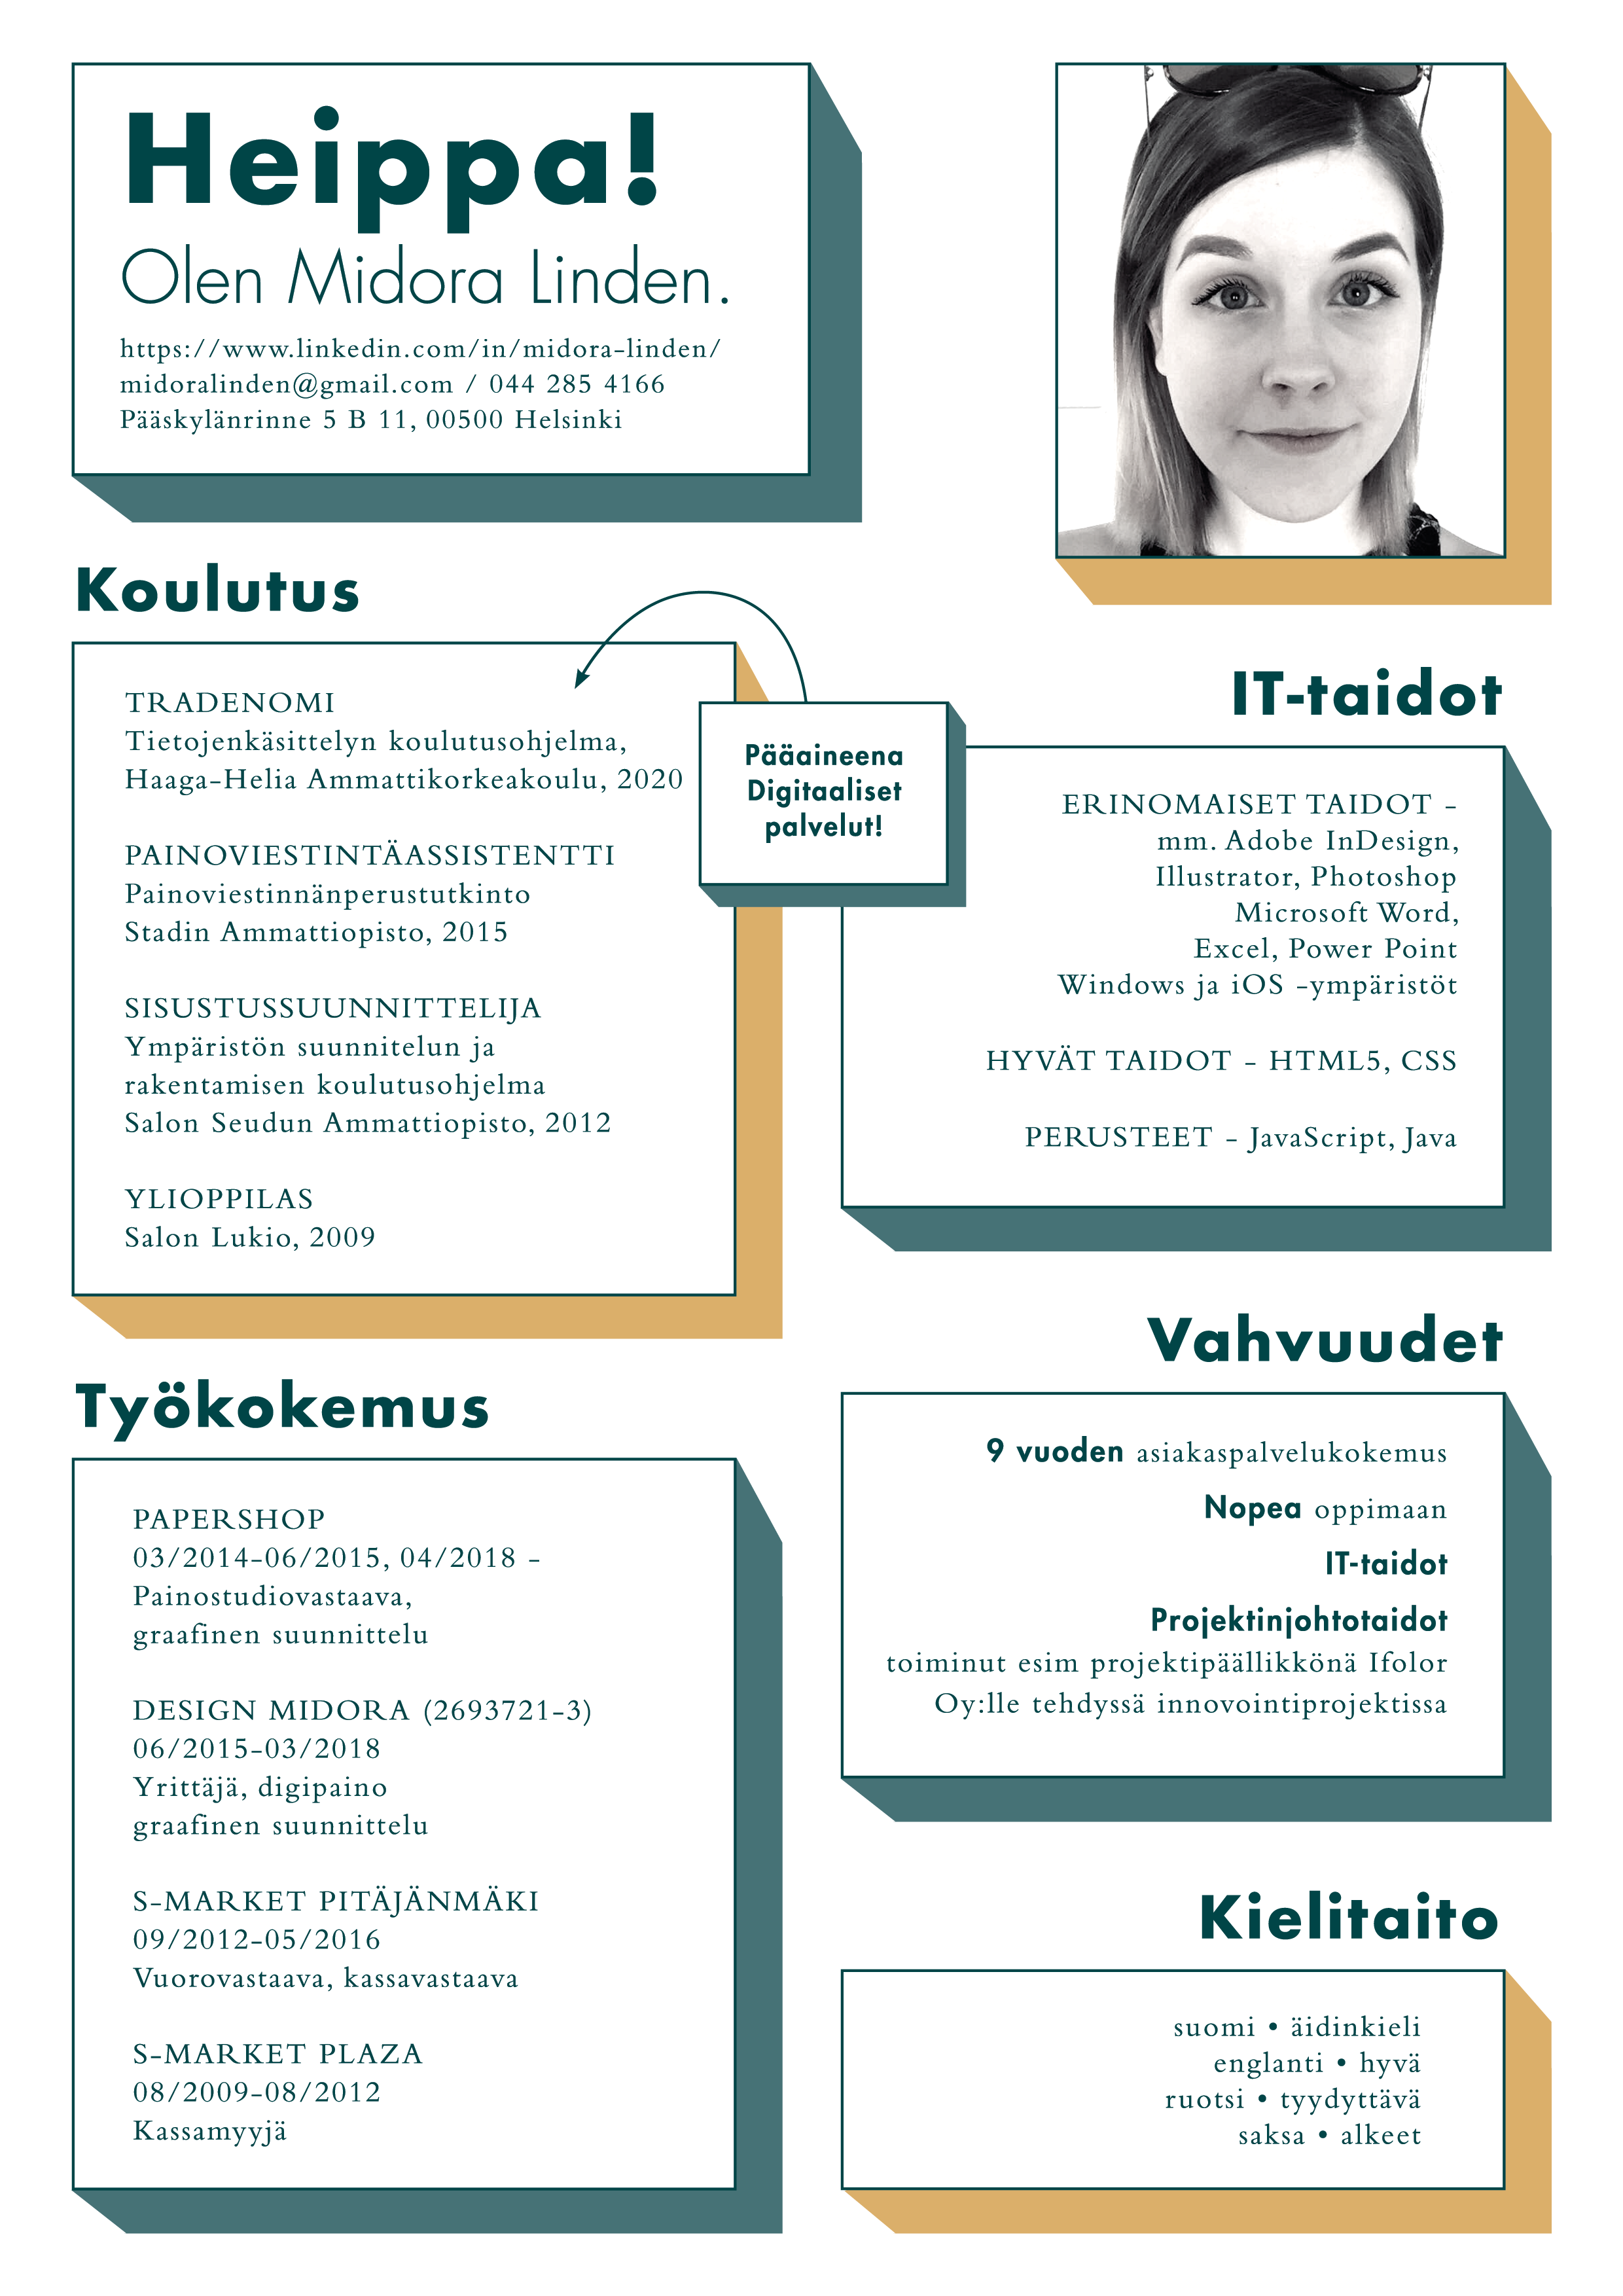 Heippa!
Olen Midora Linden.
https://www.linkedin.com/in/midora-linden/
midoralinden@gmail.com / 044 285 4166
Pääskylänrinne 5 B 11, 00500 Helsinki
Koulutus
TRADENOMI
Tietojenkäsittelyn koulutusohjelma,
Haaga-Helia Ammattikorkeakoulu, 2020
PAINOVIESTINTÄASSISTENTTI
Painoviestinnänperustutkinto
Stadin Ammattiopisto, 2015
SISUSTUSSUUNNITTELIJA
Ympäristön suunnitelun ja
rakentamisen koulutusohjelma
Salon Seudun Ammattiopisto, 2012
YLIOPPILAS
Salon Lukio, 2009
Pääaineena
Digitaaliset
palvelut!
Työkokemus
PAPERSHOP
03/2014-06/2015, 04/2018 -
Painostudiovastaava,
graafinen suunnittelu
DESIGN MIDORA (2693721-3)
06/2015-03/2018
Yrittäjä, digipaino
graafinen suunnittelu
S-MARKET PITÄJÄNMÄKI
09/2012-05/2016
Vuorovastaava, kassavastaava
S-MARKET PLAZA
08/2009-08/2012
Kassamyyjä
IT-taidot
ERINOMAISET TAIDOT -
mm. Adobe InDesign,
Illustrator, Photoshop
Microsoft Word,
Excel, Power Point
Windows ja iOS -ympäristöt
HYVÄT TAIDOT - HTML5, CSS
PERUSTEET - JavaScript, Java
Vahvuudet
9 vuoden asiakaspalvelukokemus
Nopea oppimaan
IT-taidot
Projektinjohtotaidot
toiminut esim projektipäällikkönä Ifolor
Oy:lle tehdyssä innovointiprojektissa
Kielitaito
suomi • äidinkieli
englanti • hyvä
ruotsi • tyydyttävä
saksa • alkeet